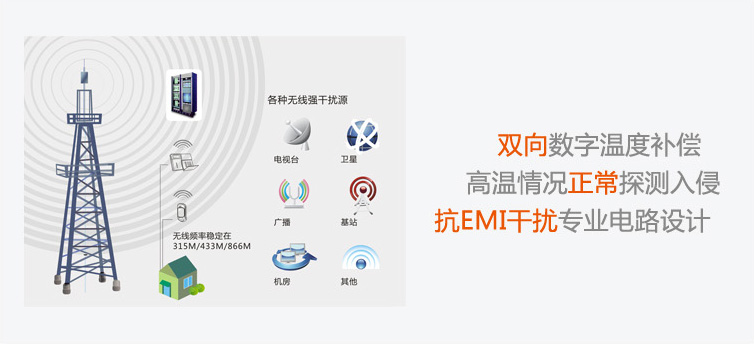 各种无线强干扰源
电视台
卫星
广播
基站
机房
其他
无线频率稳定在
315M/433M/866M
双向数字温度补偿
高温情况正常探测入侵
抗EMI干扰专业电路设计